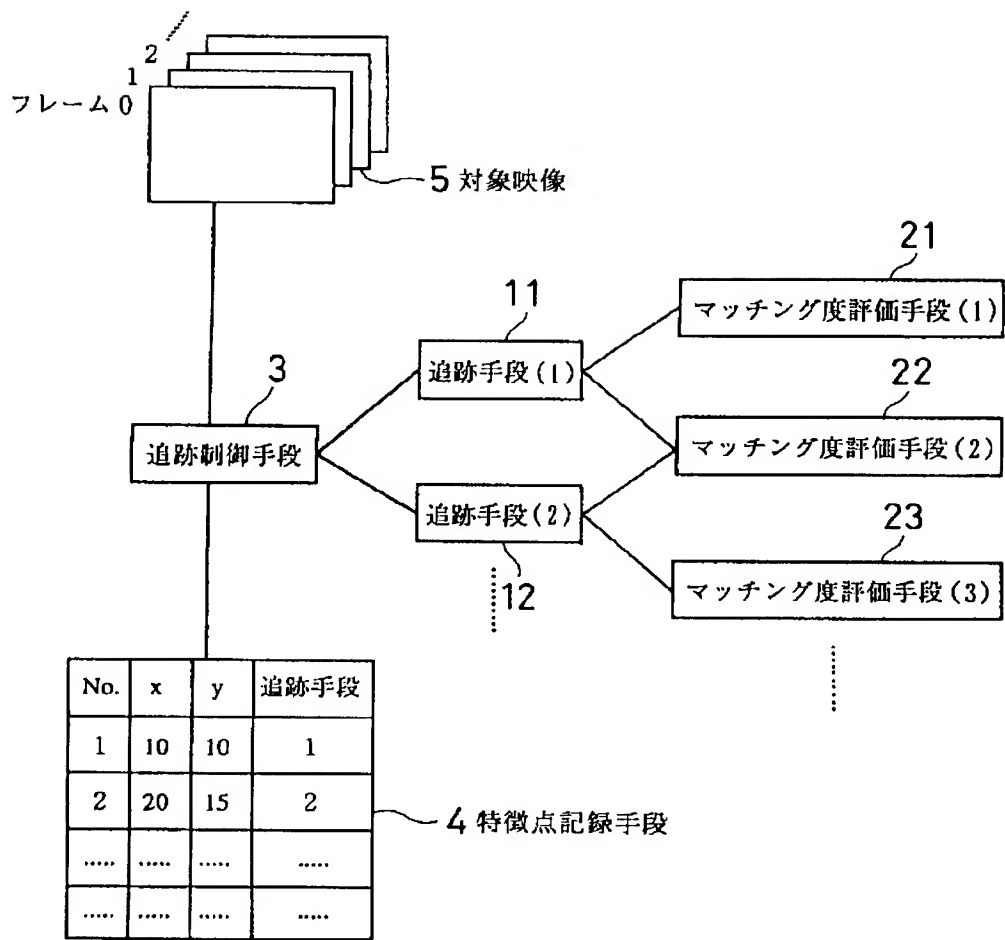 2
1
フレーム 0
5 対象映像
21
マッチング度評価手段(1)
11
追跡手段(1)
22
マッチング度評価手段(2)
3
追跡制御手段
追跡手段(2)
12
23
マッチング度評価手段(3)
No. x y 追跡手段
1 10 10 1
2 20 15 2
..... ..... ..... .....
..... ..... ..... .....
4 特徴点記録手段